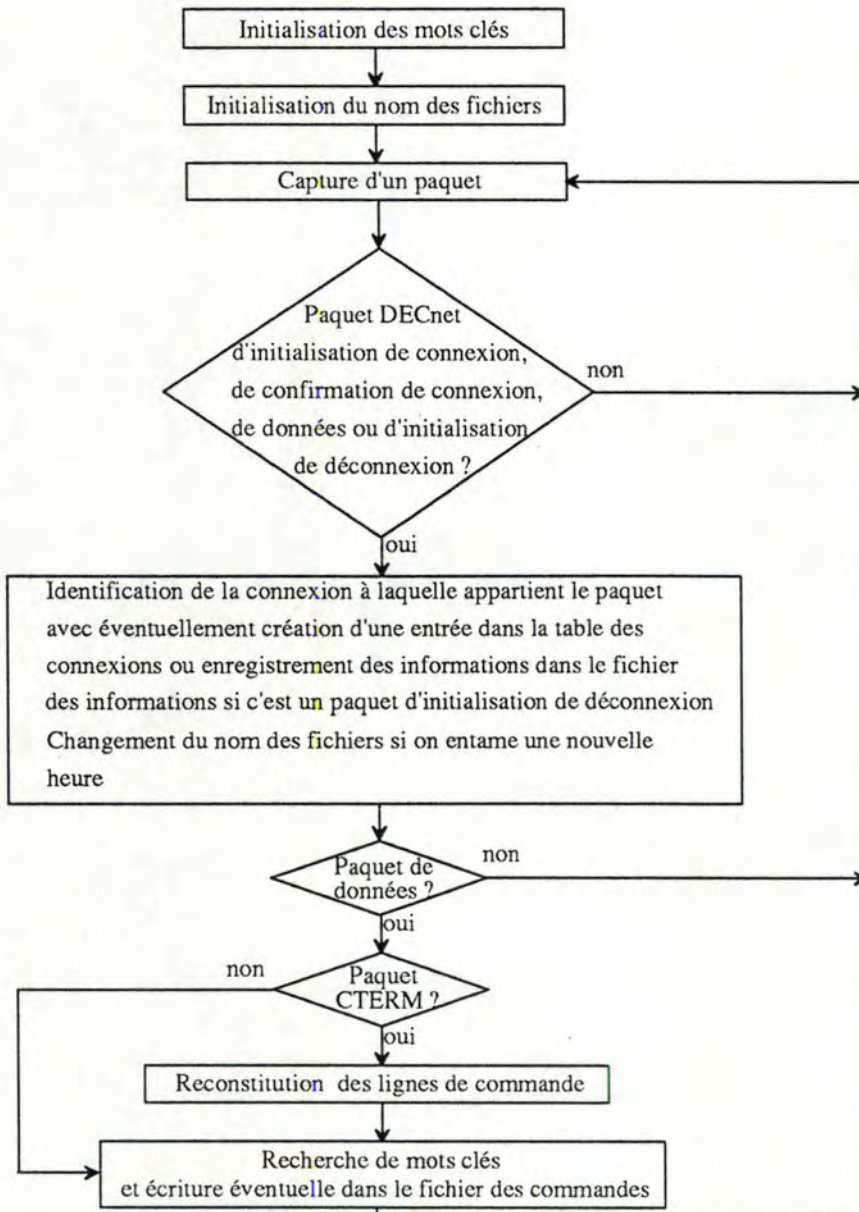 Initialisation des mots clés
Initialisation du nom des fichiers
Capture d'un paquet
Paquet DECnet
d'initialisation de connexion,
de confirmation de connexion,
de données ou d'initialisation
de déconnexion ?
non
oui
Identification de la connexion à laquelle appartient le paquet
avec éventuellement création d'une entrée dans la table des
connexions ou enregistrement des informations dans le fichier
des informations si c'est un paquet d'initialisation de déconnexion
Changement du nom des fichiers si on entame une nouvelle
heure
Paquet de
données ?
non
oui
non
Paquet
CTERM ?
oui
Reconstitution des lignes de commande
Recherche de mots clés
et écriture éventuelle dans le fichier des commandes